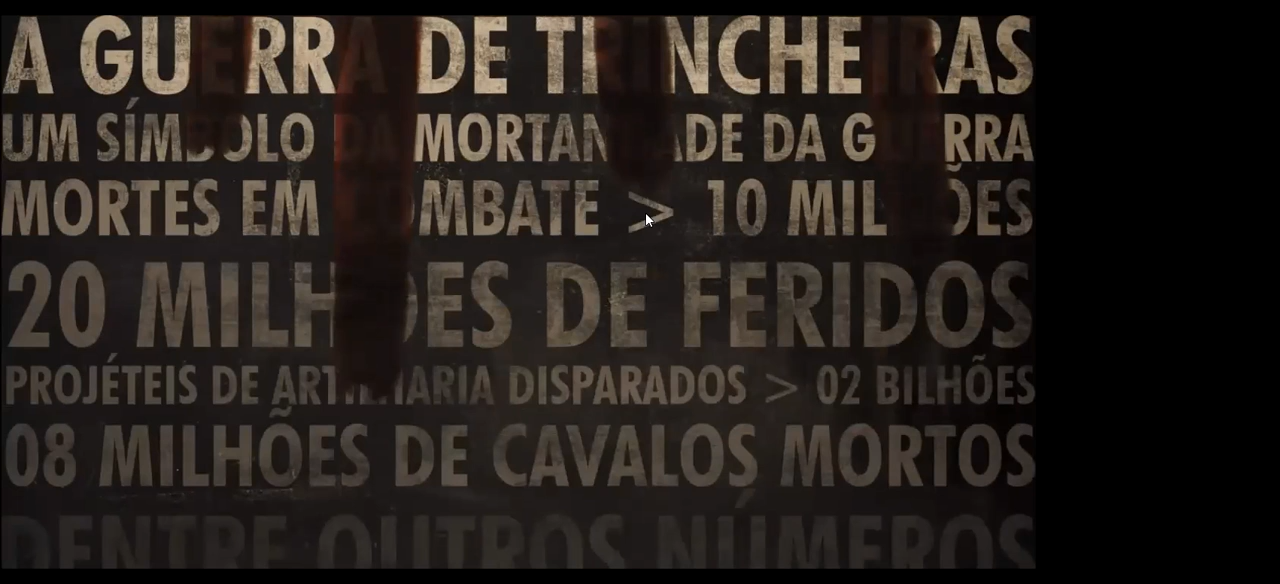 A GUERRA DE TRINCHEIRAS
UM SÍMBOLO DA MORTANDADE DA GUERRA
MORTES EM COMBATE > 10 MILHÕES
20 MILHÕES DE FERIDOS
PROJÉTEIS DE ARTILHARIA DISPARADOS > 02 BILHÕES
08 MILHÕES DE CAVALOS MORTOS
DENTRE OUTROS NÚMEROS